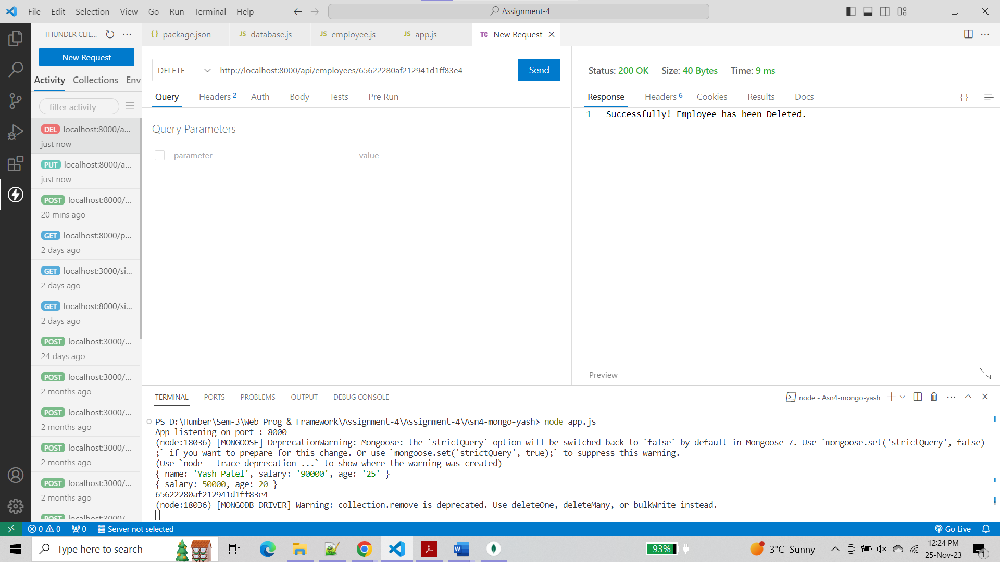 File Edit Selection View Go Run Terminal Help
Assignment-4
THUNDER CLIE...
New Request
Activity Collections Env
filter activity
DEL localhost:8000/a...
just now
PUT localhost:8000/a...
just now
POST localhost:8000/...
20 mins ago
GET localhost:8000/p...
2 days ago
GET localhost:3000/si...
2 days ago
GET localhost:8000/si...
2 days ago
POST localhost:3000/...
24 days ago
POST localhost:3000/...
2 months ago
POST localhost:3000/...
2 months ago
POST localhost:3000/...
2 months ago
POST localhost:3000/...
2 months ago
POST localhost:3000/
{} package.json
JS database.js
JS employee.js
JS app.js
TC New Request
DELETE
http://localhost:8000/api/employees/65622280af212941d1ff83e4
Send
Query Headers 2 Auth Body Tests Pre Run
Query Parameters
parameter value
Status: 200 OK Size: 40 Bytes Time: 9 ms
Response Headers 6 Cookies Results Docs {}
1 Successfully! Employee has been Deleted.
Preview
TERMINAL PORTS PROBLEMS OUTPUT DEBUG CONSOLE
node - Asn4-mongo-yash
PS D:\Humber\Sem-3\Web Prog & Framework\Assignment-4\Assignment-4\Asn4-mongo-yash> node app.js
App listening on port : 8000
(node:18036) [MONGOOSE] DeprecationWarning: Mongoose: the `strictQuery` option will be switched back to `false` by default in Mongoose 7. Use `mongoose.set('strictQuery', false)
;` if you want to prepare for this change. Or use `mongoose.set('strictQuery', true);` to suppress this warning.
(Use `node --trace-deprecation ...` to show where the warning was created)
{ name: 'Yash Patel', salary: '90000', age: '25' }
{ salary: 50000, age: 20 }
65622280af212941d1ff83e4
(node:18036) [MONGODB DRIVER] Warning: collection.remove is deprecated. Use deleteOne, deleteMany, or bulkWrite instead.
0 0 0 Server not selected
Go Live
Type here to search
93%
3°C Sunny
12:24 PM
25-Nov-23
1